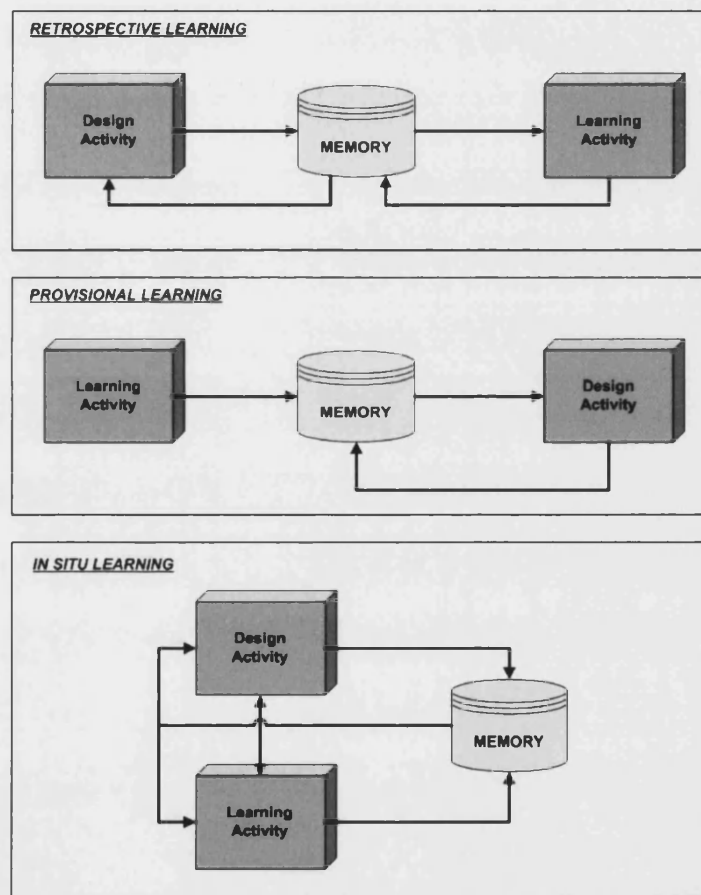 RETROSPECTIVE LEARNING
Design
Activity
MEMORY
Learning
Activity
PROVISIONAL LEARNING
Learning
Activity
MEMORY
Design
Activity
IN SITU LEARNING
Design
Activity
MEMORY
Learning
Activity